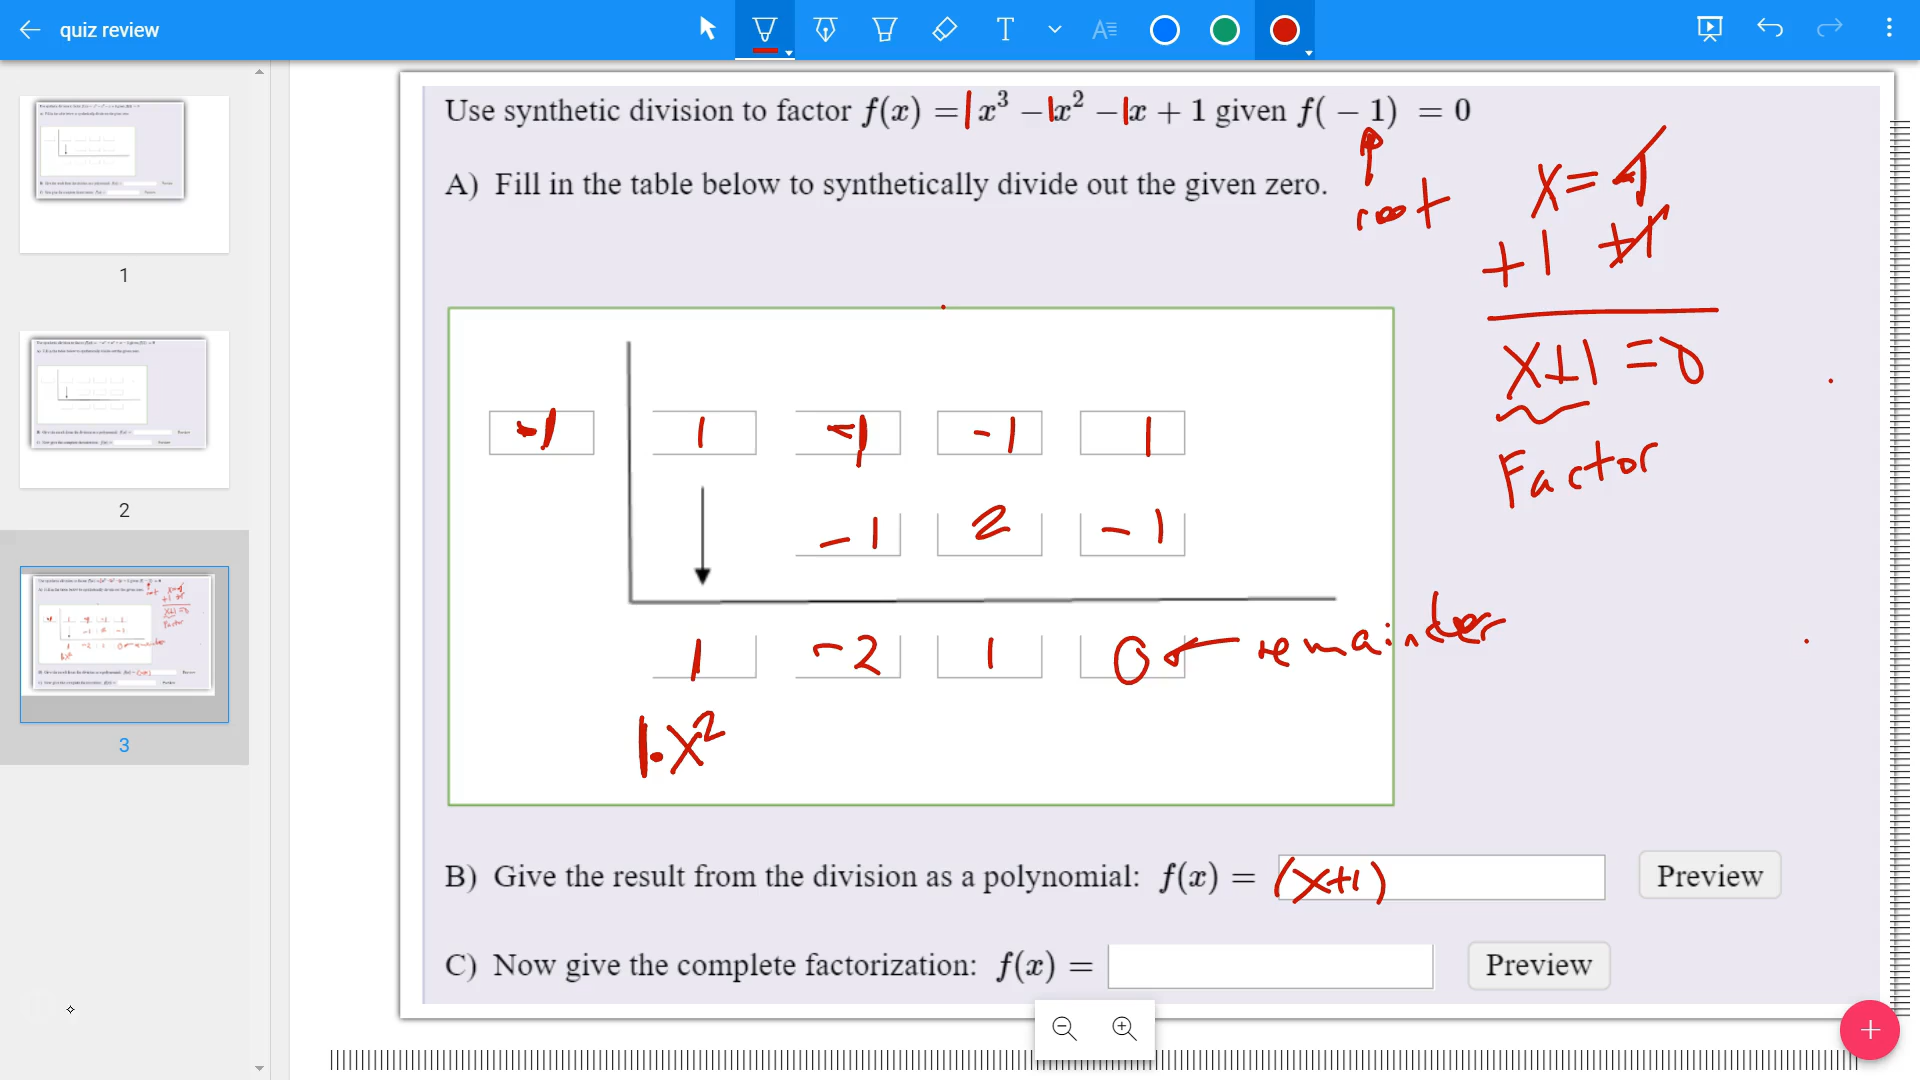 quiz review
T
Use synthetic division to factor f(x) = 1x³ − 1x² − 1x + 1 given f( − 1) = 0
A) Fill in the table below to synthetically divide out the given zero.
root
x = -1
+1 +1
x+1 = 0
Factor
-1 1 -1 -1 1
-1 2 -1
1 -2 1 0 ← remainder
1·x²
B) Give the result from the division as a polynomial: f(x) = (x+1) Preview
C) Now give the complete factorization: f(x) = Preview
1
2
3